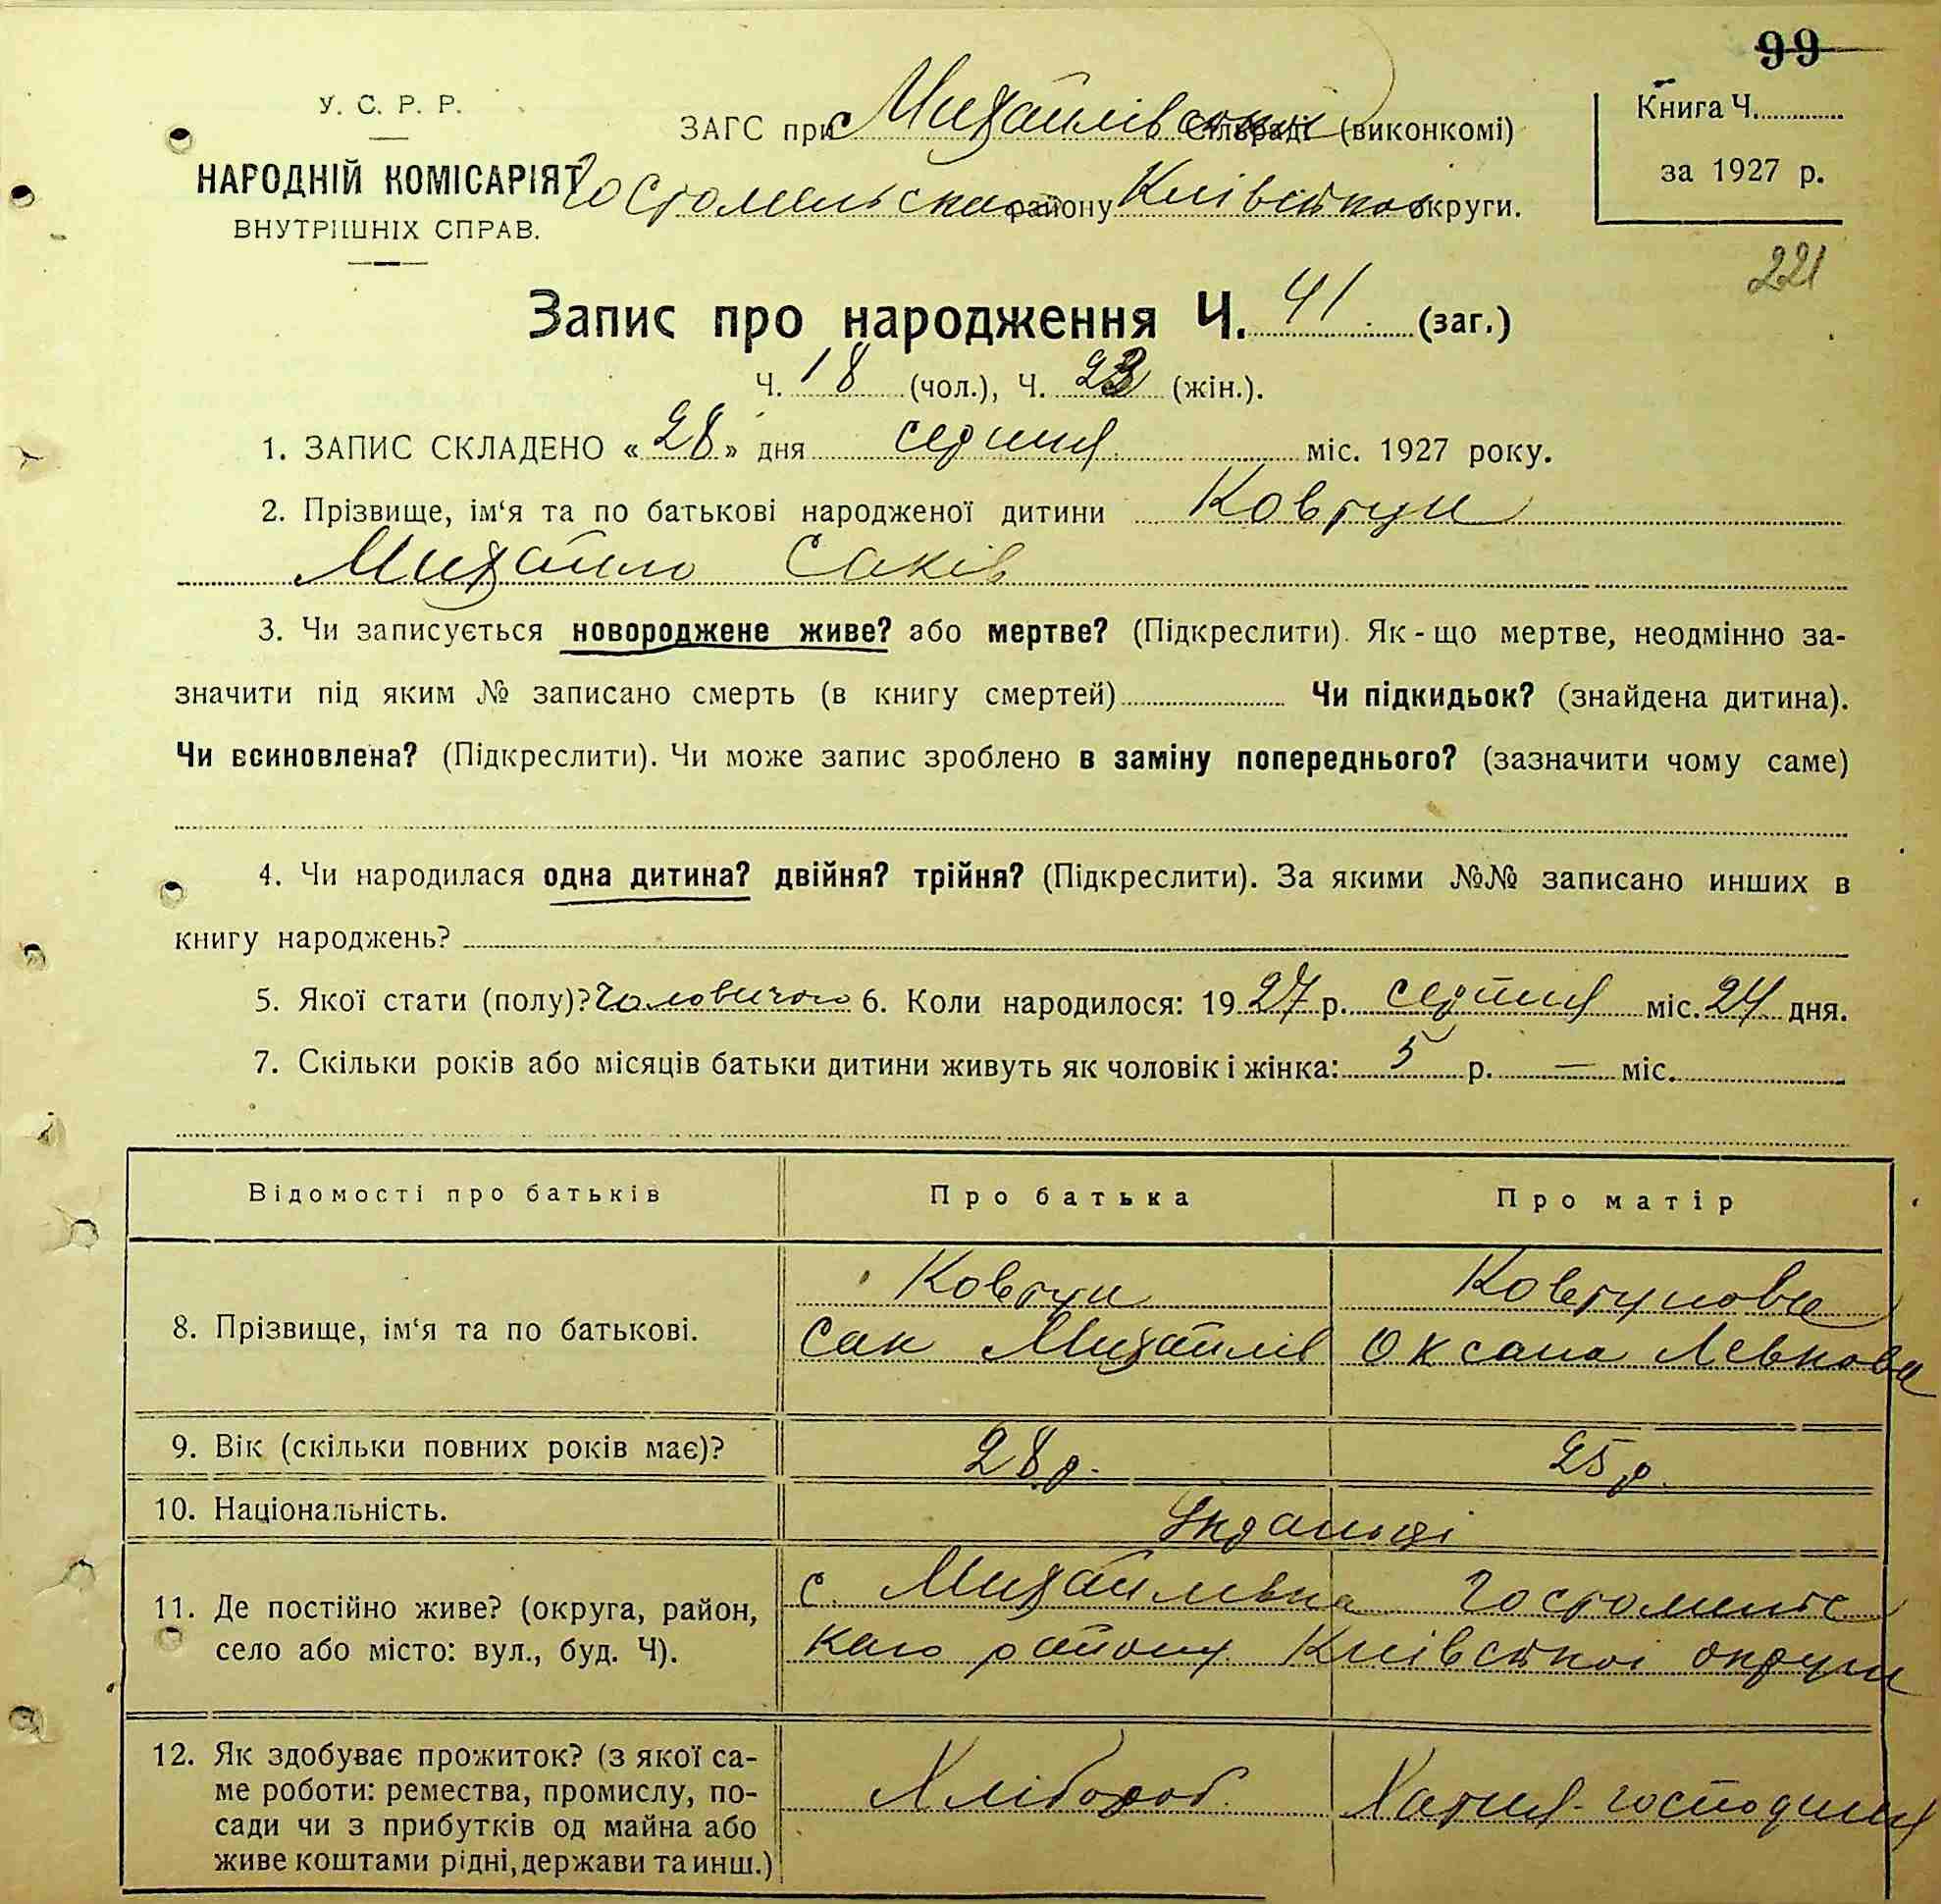 99
У. С. Р. Р.
НАРОДНІЙ КОМІСАРІЯТ
ВНУТРІШНІХ СПРАВ.
ЗАГС при Михайлівський сільраді (виконкомі)
Гостомельського району Київської округи.
Книга Ч.
за 1927 р.
221
Запис про народження Ч. 41 (заг.)
Ч. 18 (чол.), Ч. 23 (жін.).
1. ЗАПИС СКЛАДЕНО «28» дня серпня міс. 1927 року.
2. Прізвище, ім‘я та по батькові народженої дитини Ковтун
Михайло Саків
3. Чи записується новороджене живе? або мертве? (Підкреслити). Як-що мертве, неодмінно за-
значити під яким № записано смерть (в книгу смертей) Чи підкидьок? (знайдена дитина).
Чи всиновлена? (Підкреслити). Чи може запис зроблено в заміну попереднього? (зазначити чому саме)
4. Чи народилася одна дитина? двійня? трійня? (Підкреслити). За якими №№ записано инших в
книгу народжень?
5. Якої стати (полу)? Чоловічого 6. Коли народилося: 1927 р. серпня міс. 24 дня.
7. Скільки років або місяців батьки дитини живуть як чоловік і жінка: 5 р. — міс.
Відомості про батьків Про батька Про матір
8. Прізвище, ім‘я та по батькові.
Ковтун
Сак Михайлів
Ковтунова
Оксана Левкова
9. Вік (скільки повних років має)? 28 р. 25 р.
10. Національність. Українці
11. Де постійно живе? (округа, район,
село або місто: вул., буд. Ч).
с. Михайлівка Гостомельс
кого району Київської округи
12. Як здобуває прожиток? (з якої са-
ме роботи: ремества, промислу, по-
сади чи з прибутків од майна або
живе коштами рідні, держави та инш.)
Хлібороб. Хатня-господиня